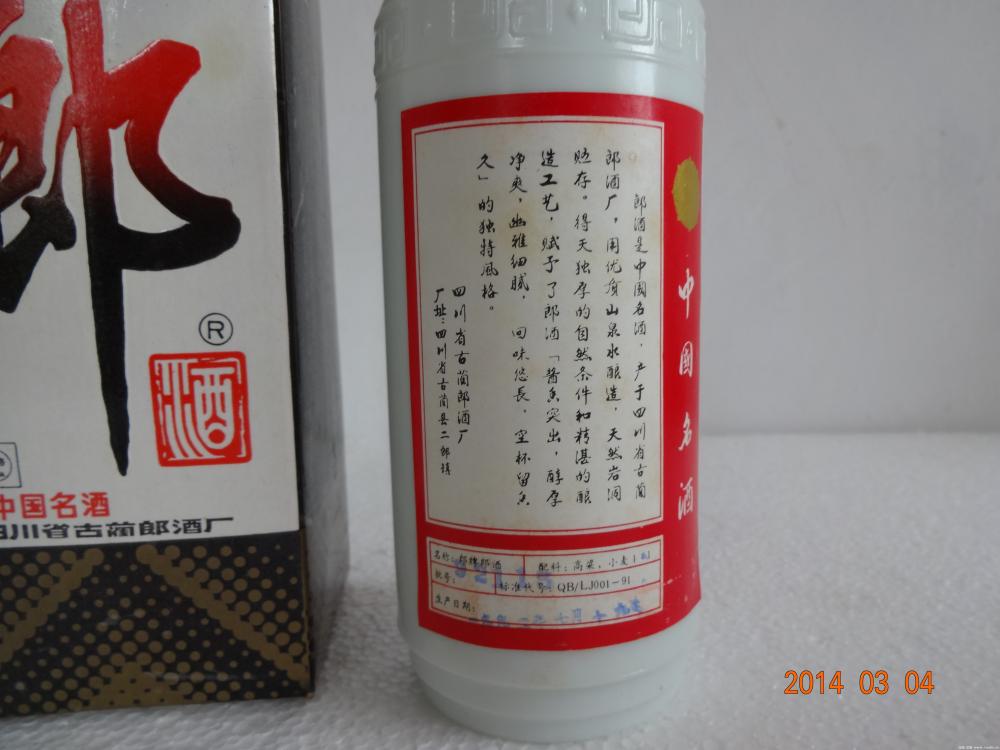 郎
®
酒
中国名酒
四川省古蔺郎酒厂
郎酒是中国名酒，产于四川省古蔺
郎酒厂，用优质山泉水酿造，天然岩洞
贮存。得天独厚的自然条件和精湛的酿
造工艺，赋予了郎酒「酱香突出，醇厚
净爽，幽雅细腻，回味悠长，空杯留香
久」的独特风格。
四川省古蔺郎酒厂
厂址：四川省古蔺县二郎镇
中国名酒
名称：郎牌郎酒
配料：高粱、小麦
批号：
标准代号：QB/LJ001-91
生产日期：
2014 03 04